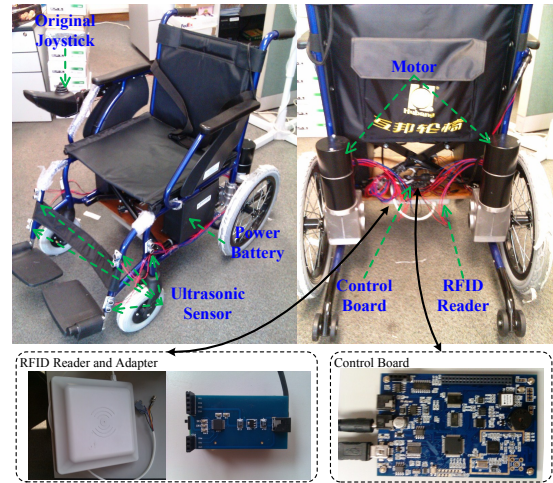 Original
Joystick
Motor
互邦轮椅
Power
Battery
Ultrasonic
Sensor
Control
Board
RFID
Reader
RFID Reader and Adapter
Control Board